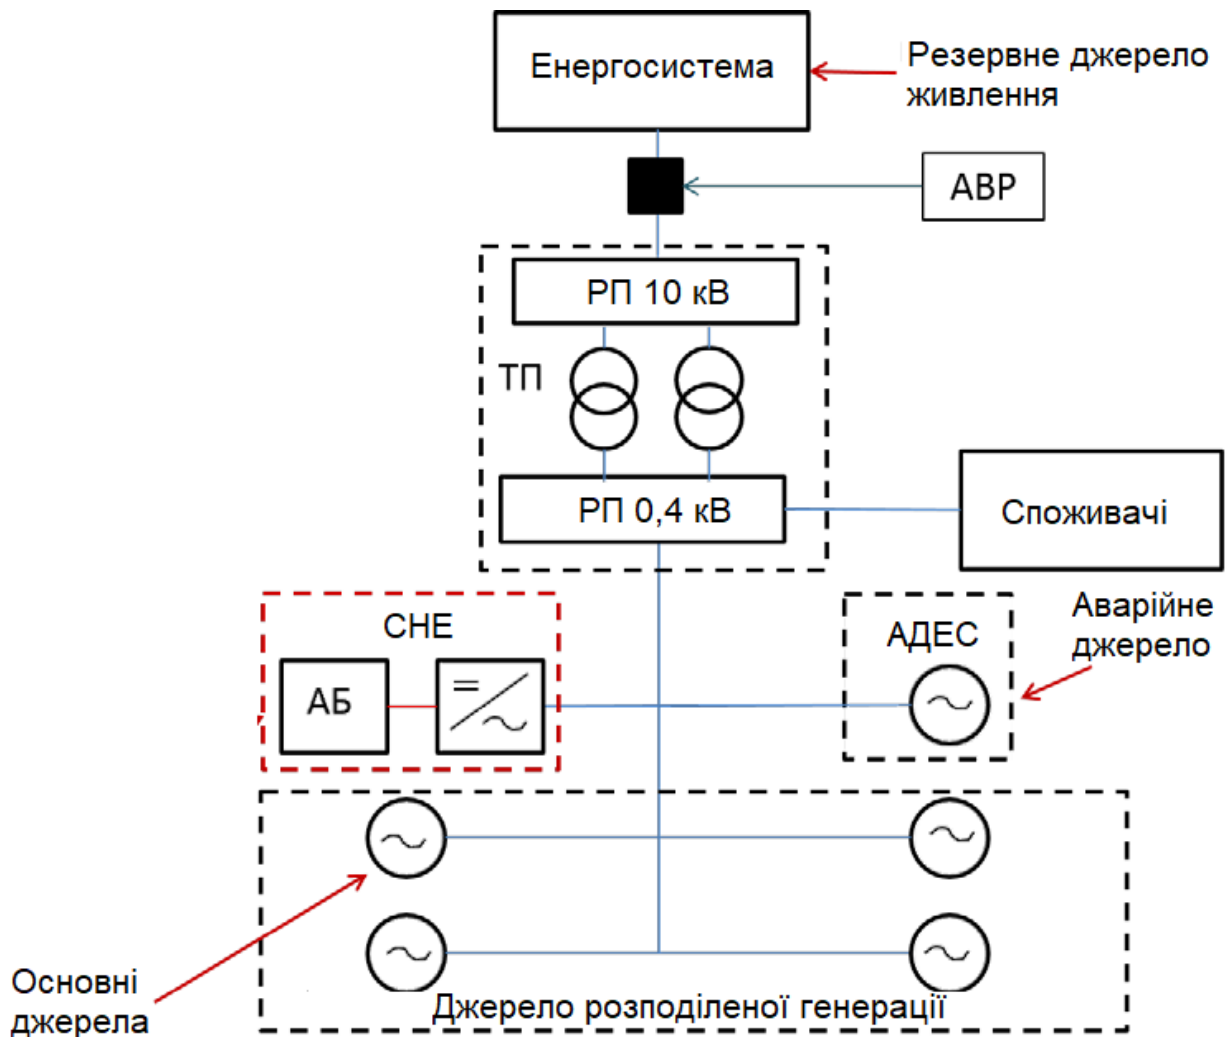 Енергосистема
Резервне джерело
живлення
АВР
РП 10 кВ
ТП
РП 0,4 кВ
Споживачі
СНЕ
АБ
АДЕС
Аварійне
джерело
Основні
джерела
Джерело розподіленої генерації